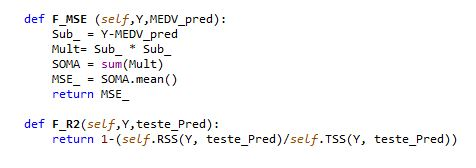 def F_MSE (self,Y,MEDV_pred):
Sub_ = Y-MEDV_pred
Mult= Sub_ * Sub_
SOMA = sum(Mult)
MSE_ = SOMA.mean()
return MSE_
def F_R2(self,Y,teste_Pred):
return 1-(self.RSS(Y, teste_Pred)/self.TSS(Y, teste_Pred))